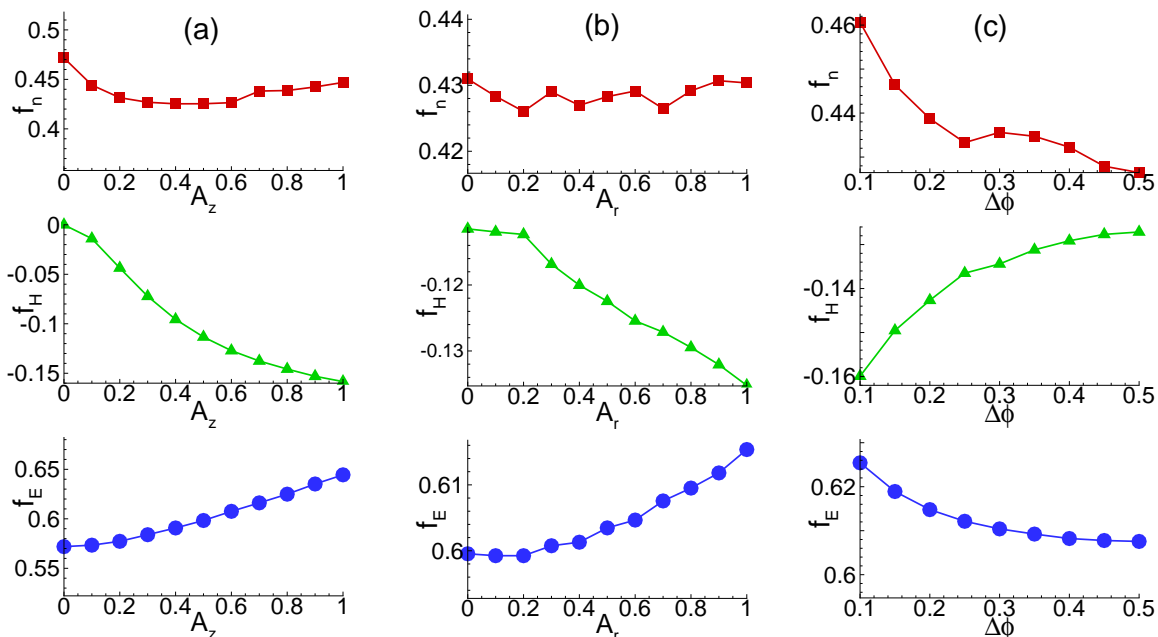 (a)
0.5
0.45
0.4
f_n
0 0.2 0.4 0.6 0.8 1
A_z
(b)
0.44
0.43
0.42
f_n
0 0.2 0.4 0.6 0.8 1
A_r
(c)
0.46
0.44
f_n
0.1 0.2 0.3 0.4 0.5
Δϕ
0
-0.05
-0.1
-0.15
f_H
0 0.2 0.4 0.6 0.8 1
A_z
-0.12
-0.13
f_H
0 0.2 0.4 0.6 0.8 1
A_r
-0.14
-0.16
f_H
0.1 0.2 0.3 0.4 0.5
Δϕ
0.65
0.6
0.55
f_E
0 0.2 0.4 0.6 0.8 1
A_z
0.61
0.6
f_E
0 0.2 0.4 0.6 0.8 1
A_r
0.62
0.6
f_E
0.1 0.2 0.3 0.4 0.5
Δϕ